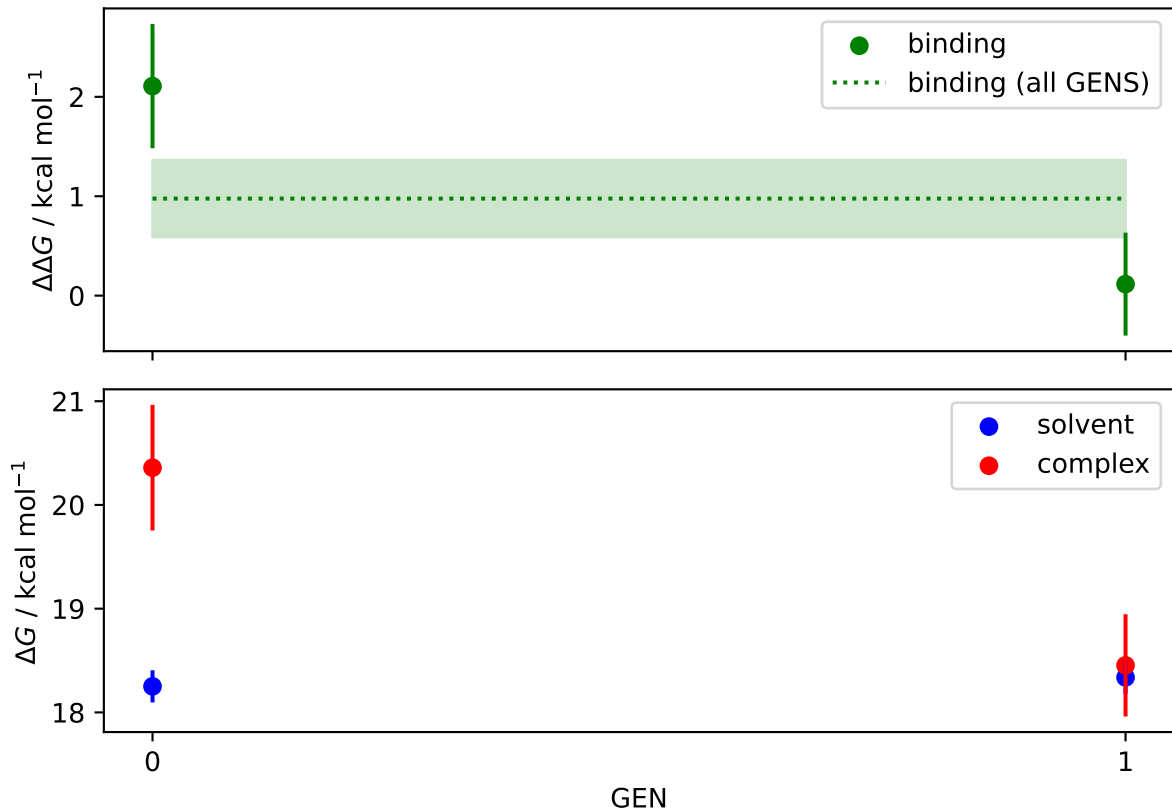 ΔΔG / kcal mol⁻¹
2
1
0
binding
binding (all GENS)
ΔG / kcal mol⁻¹
21
20
19
18
solvent
complex
0
1
GEN